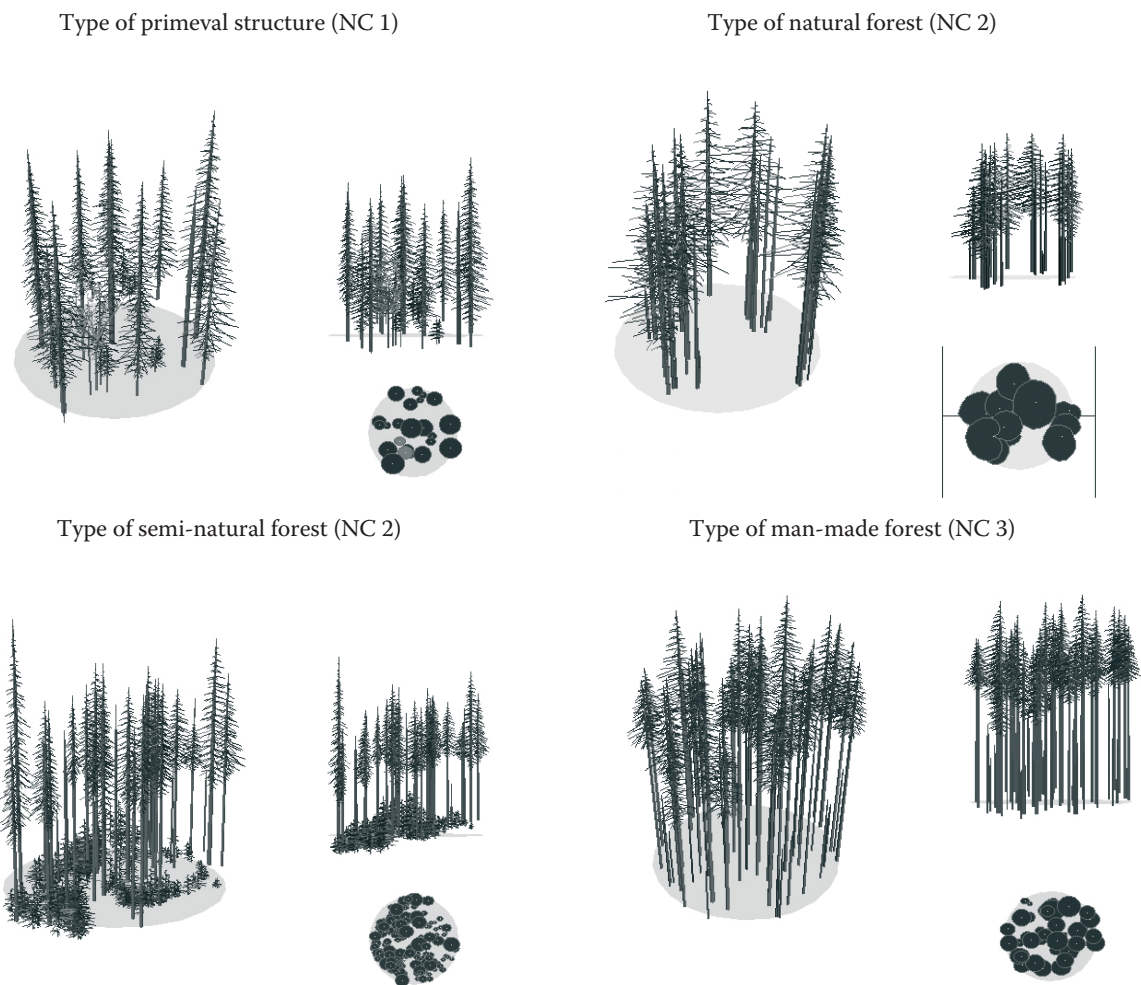 Type of primeval structure (NC 1)
Type of natural forest (NC 2)
Type of semi-natural forest (NC 2)
Type of man-made forest (NC 3)